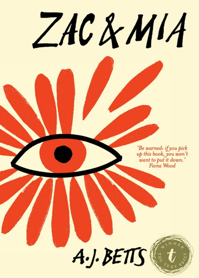 ZAC & MIA
"Be warned: if you pick
up this book, you won't
want to put it down."
Fiona Wood
A.J. BETTS
t